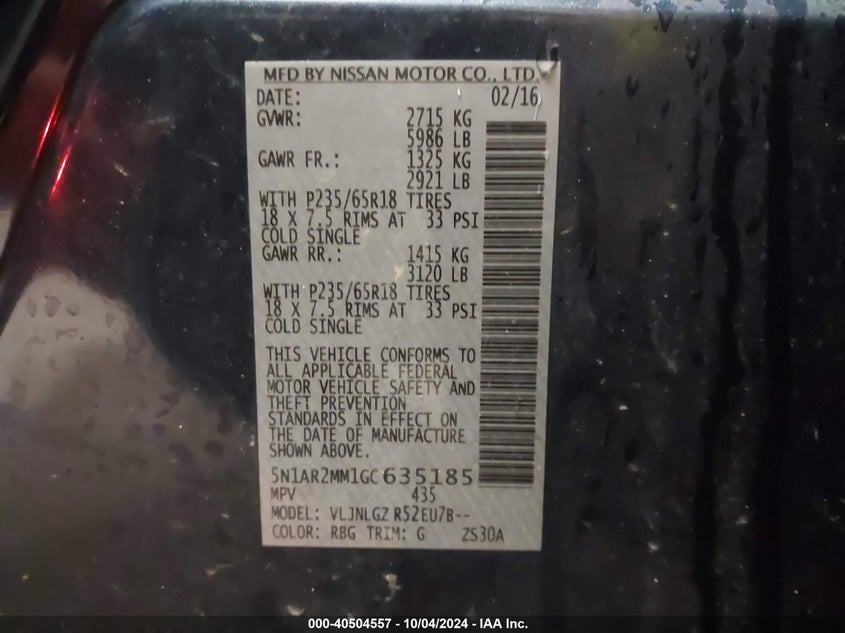 MFD BY NISSAN MOTOR CO., LTD.
DATE: 02/16
GVWR: 2715 KG
5986 LB
GAWR FR.: 1325 KG
2921 LB
WITH P235/65R18 TIRES
18 X 7.5 RIMS AT 33 PSI
COLD SINGLE
GAWR RR.: 1415 KG
3120 LB
WITH P235/65R18 TIRES
18 X 7.5 RIMS AT 33 PSI
COLD SINGLE
THIS VEHICLE CONFORMS TO
ALL APPLICABLE FEDERAL
MOTOR VEHICLE SAFETY AND
THEFT PREVENTION
STANDARDS IN EFFECT ON
THE DATE OF MANUFACTURE
SHOWN ABOVE.
5N1AR2MM1GC 635185
MPV 435
MODEL: VLJNLGZ R52EU7B--
COLOR: RBG TRIM: G ZS30A
000-40504557 - 10/04/2024 - IAA Inc.